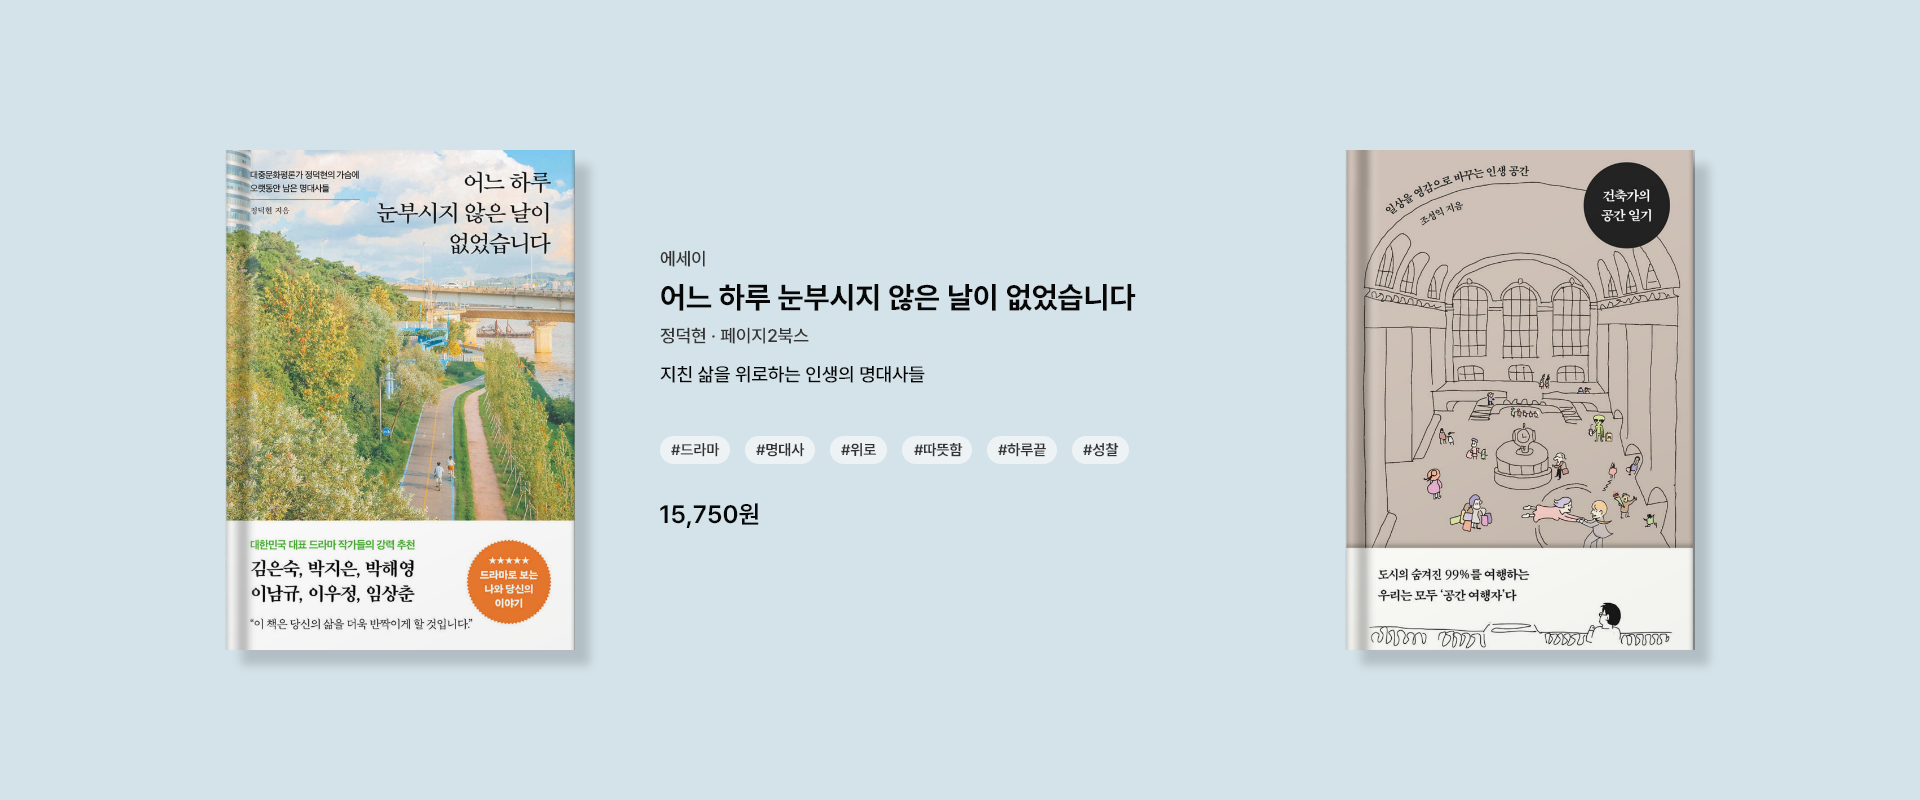 대중문화평론가 정덕현의 가슴에
오랫동안 남은 명대사들
정덕현 지음
어느 하루
눈부시지 않은 날이
없었습니다
대한민국 대표 드라마 작가들의 강력 추천
김은숙, 박지은, 박해영
이남규, 이우정, 임상춘
“이 책은 당신의 삶을 더욱 반짝이게 할 것입니다.”
★★★★★
드라마로 보는
나와 당신의
이야기
에세이
어느 하루 눈부시지 않은 날이 없었습니다
정덕현 · 페이지2북스
지친 삶을 위로하는 인생의 명대사들
#드라마 #명대사 #위로 #따뜻함 #하루끝 #성찰
15,750원
일상을 영감으로 바꾸는 인생 공간
조성익 지음
건축가의
공간 일기
도시의 숨겨진 99%를 여행하는
우리는 모두 ‘공간 여행자’다